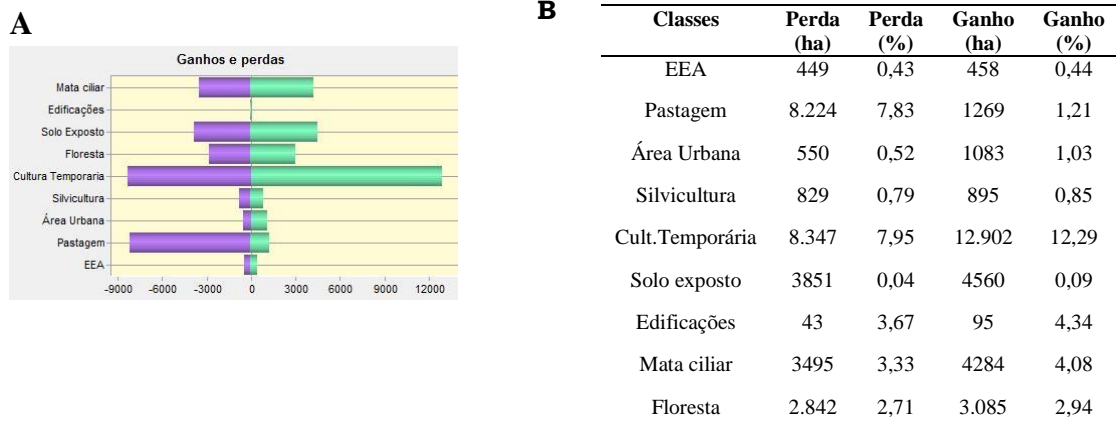 A
Ganhos e perdas
Mata ciliar
Edificações
Solo Exposto
Floresta
Cultura Temporaria
Silvicultura
Área Urbana
Pastagem
EEA
-9000 -6000 -3000 0 3000 6000 9000 12000
B
Classes Perda (ha) Perda (%) Ganho (ha) Ganho (%)
EEA 449 0,43 458 0,44
Pastagem 8.224 7,83 1269 1,21
Área Urbana 550 0,52 1083 1,03
Silvicultura 829 0,79 895 0,85
Cult.Temporária 8.347 7,95 12.902 12,29
Solo exposto 3851 0,04 4560 0,09
Edificações 43 3,67 95 4,34
Mata ciliar 3495 3,33 4284 4,08
Floresta 2.842 2,71 3.085 2,94